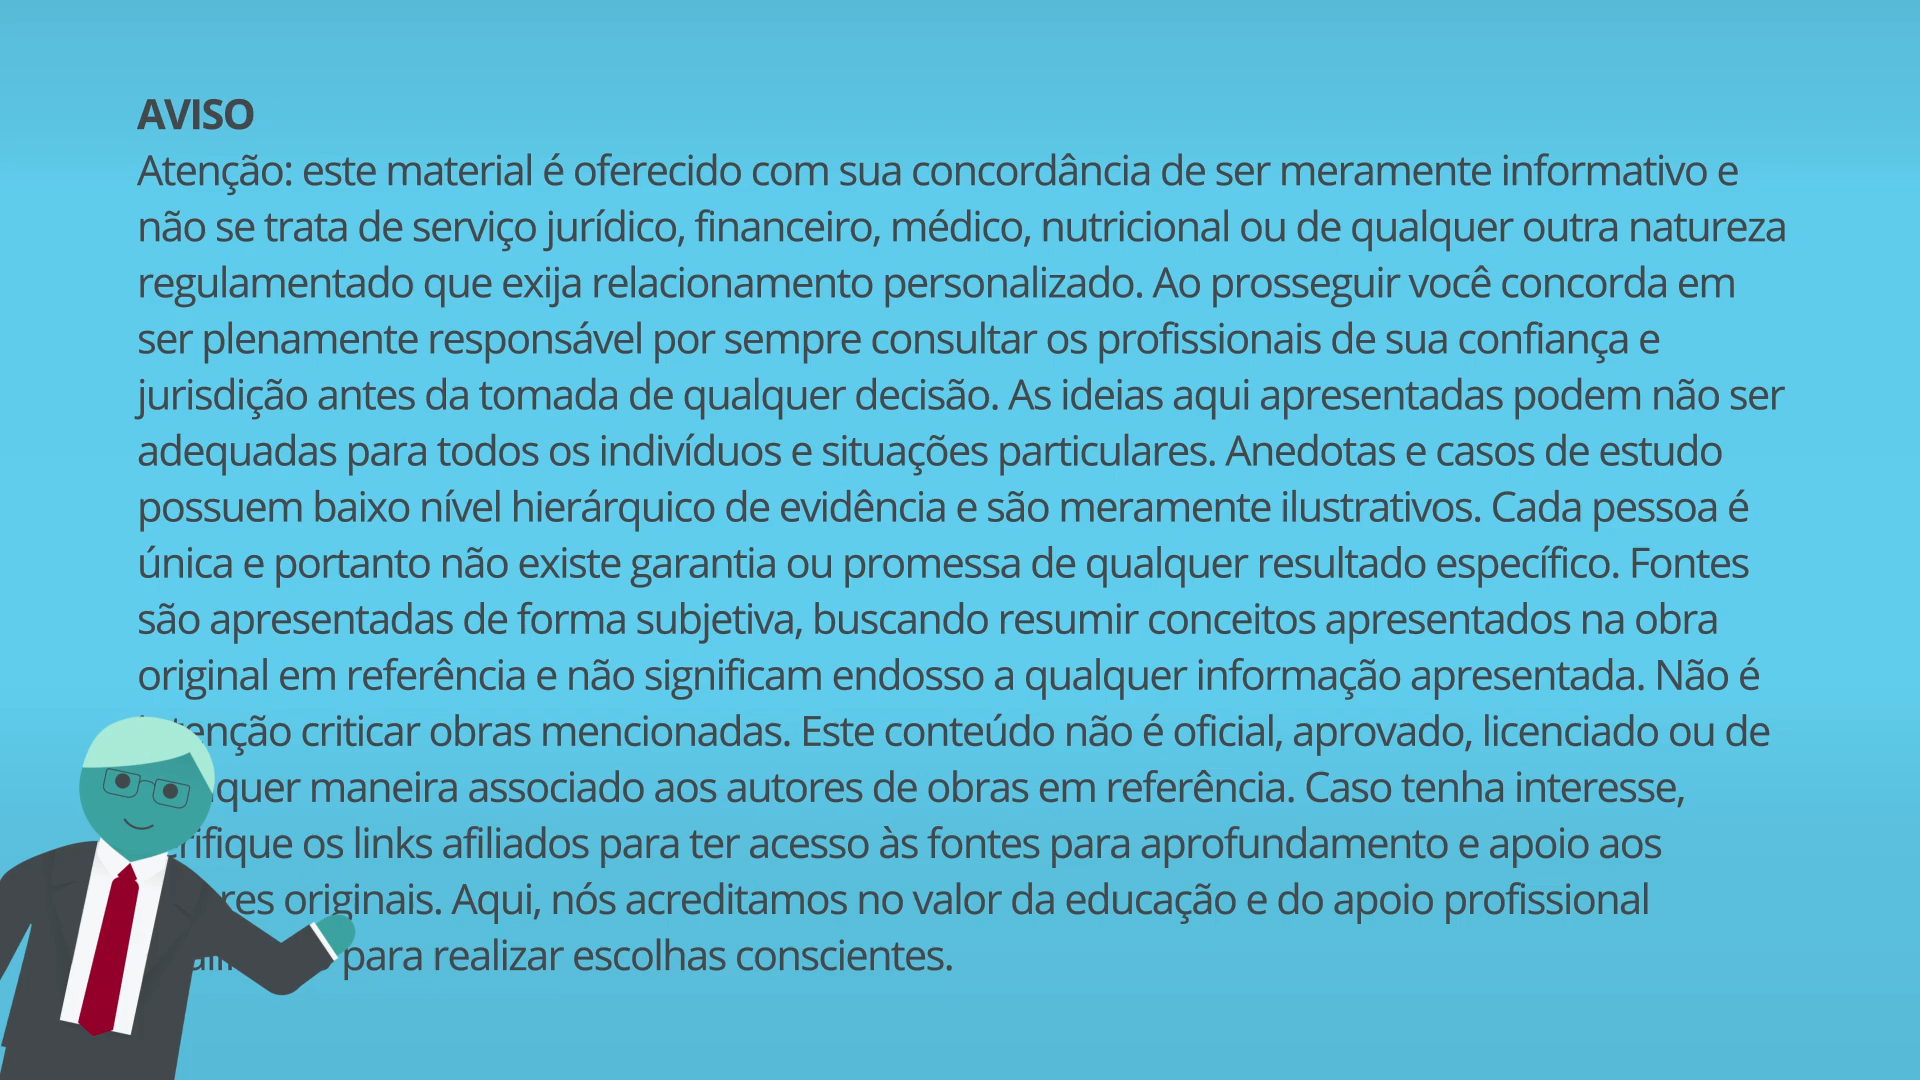 AVISO
Atenção: este material é oferecido com sua concordância de ser meramente informativo e
não se trata de serviço jurídico, financeiro, médico, nutricional ou de qualquer outra natureza
regulamentado que exija relacionamento personalizado. Ao prosseguir você concorda em
ser plenamente responsável por sempre consultar os profissionais de sua confiança e
jurisdição antes da tomada de qualquer decisão. As ideias aqui apresentadas podem não ser
adequadas para todos os indivíduos e situações particulares. Anedotas e casos de estudo
possuem baixo nível hierárquico de evidência e são meramente ilustrativos. Cada pessoa é
única e portanto não existe garantia ou promessa de qualquer resultado específico. Fontes
são apresentadas de forma subjetiva, buscando resumir conceitos apresentados na obra
original em referência e não significam endosso a qualquer informação apresentada. Não é
criticar obras mencionadas. Este conteúdo não é oficial, aprovado, licenciado ou de
maneira associado aos autores de obras em referência. Caso tenha interesse,
os links afiliados para ter acesso às fontes para aprofundamento e apoio aos
originais. Aqui, nós acreditamos no valor da educação e do apoio profissional
para realizar escolhas conscientes.